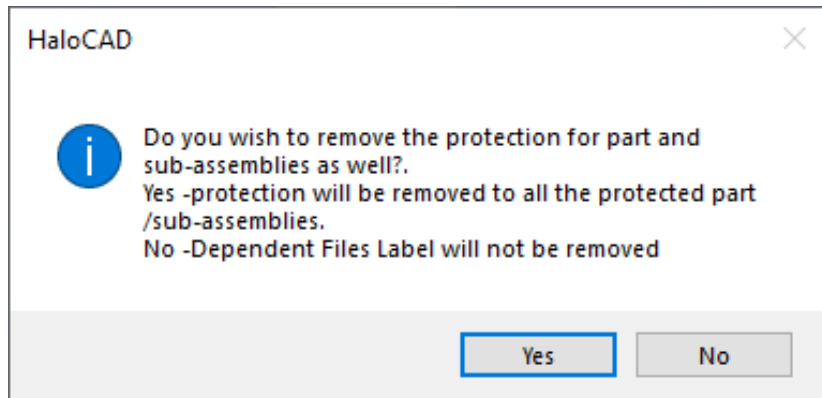 HaloCAD
Do you wish to remove the protection for part and
sub-assemblies as well?.
Yes -protection will be removed to all the protected part
/sub-assemblies.
No -Dependent Files Label will not be removed
Yes
No